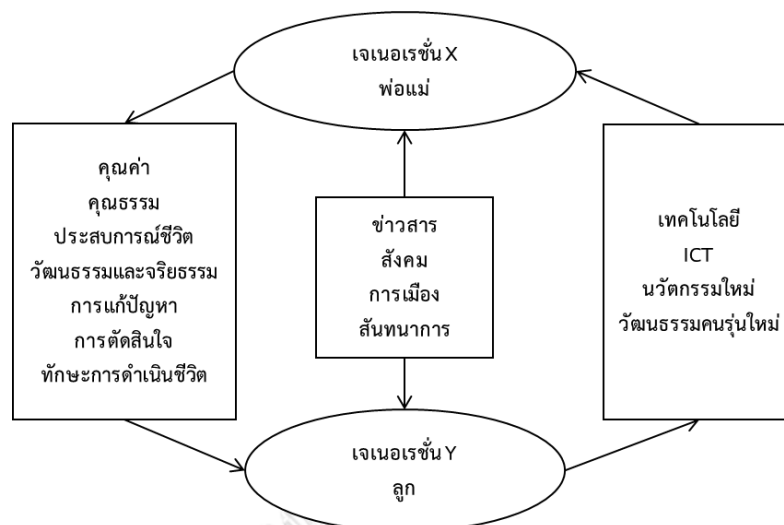 เจเนอเรชั่น X
พ่อแม่
คุณค่า
คุณธรรม
ประสบการณ์ชีวิต
วัฒนธรรมและจริยธรรม
การแก้ปัญหา
การตัดสินใจ
ทักษะการดำเนินชีวิต
ข่าวสาร
สังคม
การเมือง
สันทนาการ
เทคโนโลยี
ICT
นวัตกรรมใหม่
วัฒนธรรมคนรุ่นใหม่
เจเนอเรชั่น Y
ลูก